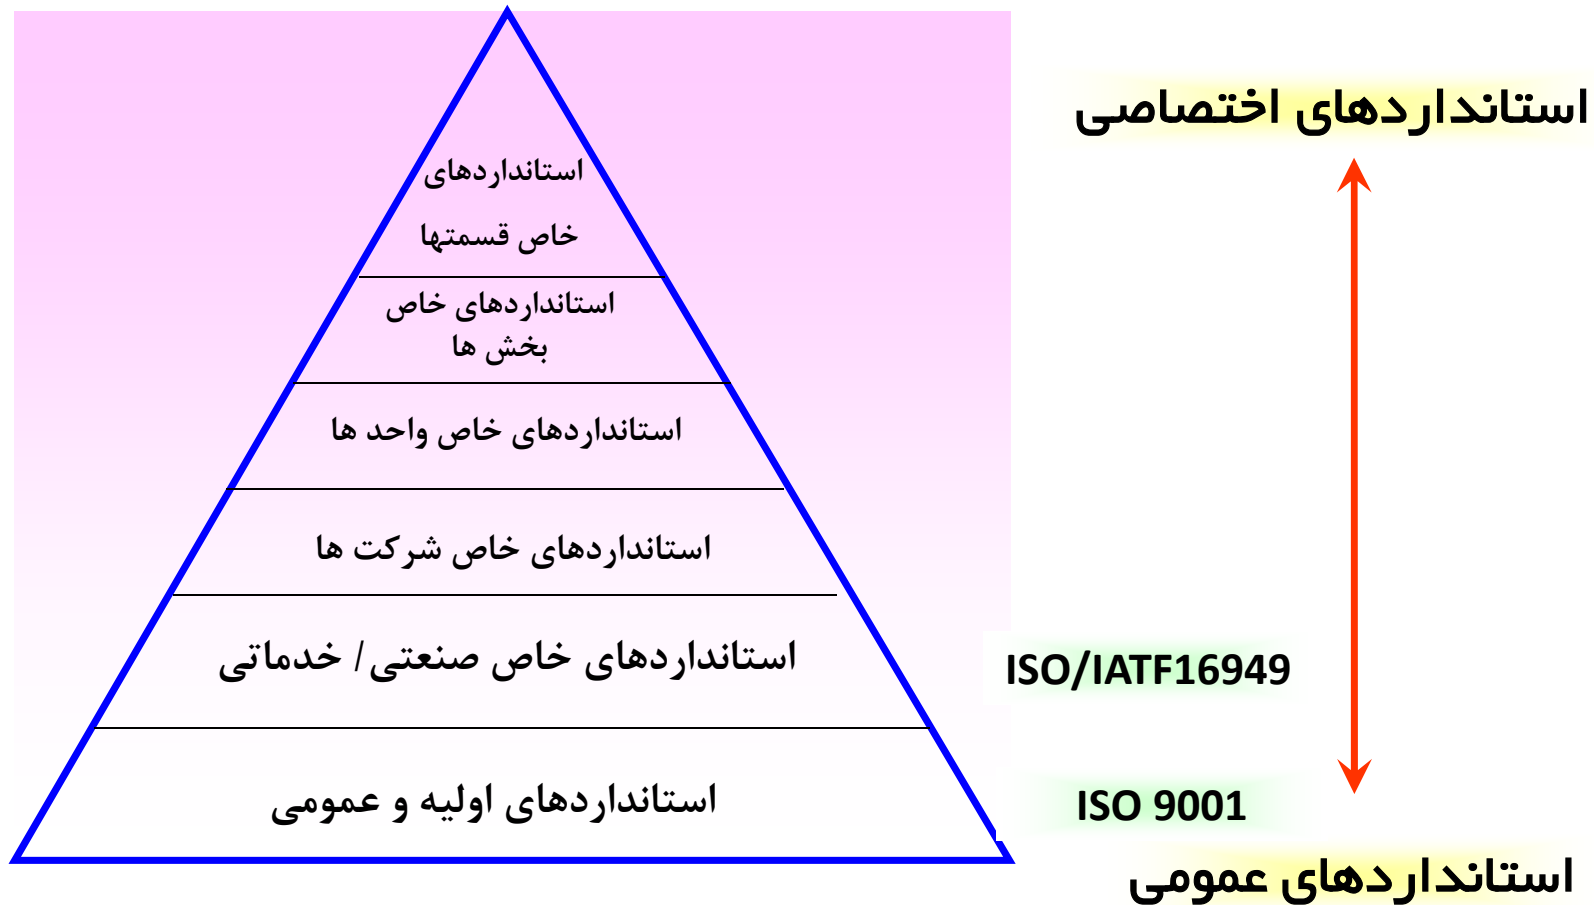 استانداردهای اختصاصی
استانداردهای
خاص قسمتها
استانداردهای خاص
بخش ها
استانداردهای خاص واحد ها
استانداردهای خاص شرکت ها
استانداردهای خاص صنعتی/ خدماتی
ISO/IATF16949
استانداردهای اولیه و عمومی
ISO 9001
استانداردهای عمومی